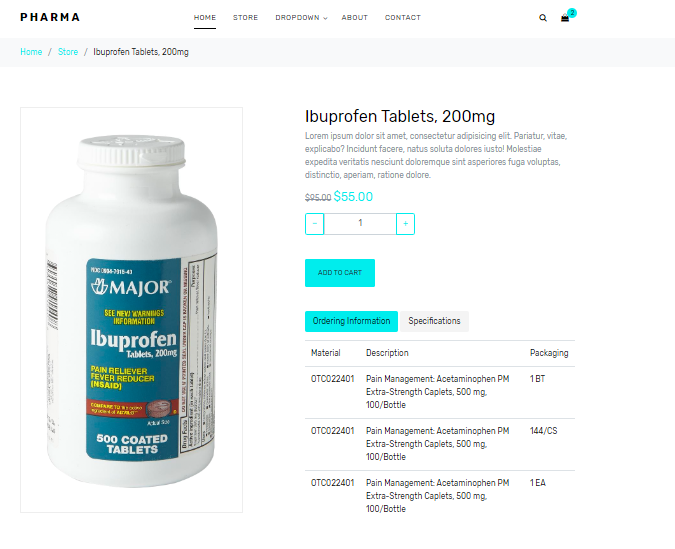 PHARMA
HOME STORE DROPDOWN ABOUT CONTACT
2
Home / Store / Ibuprofen Tablets, 200mg
Ibuprofen Tablets, 200mg
Lorem ipsum dolor sit amet, consectetur adipisicing elit. Pariatur, vitae,
explicabo? Incidunt facere, natus soluta dolores iusto! Molestiae
expedita veritatis nesciunt doloremque sint asperiores fuga voluptas,
distinctio, aperiam, ratione dolore.
$95.00 $55.00
− 1 +
ADD TO CART
Ordering Information Specifications
Material Description Packaging
OTC022401 Pain Management: Acetaminophen PM 1 BT
Extra-Strength Caplets, 500 mg,
100/Bottle
OTC022401 Pain Management: Acetaminophen PM 144/CS
Extra-Strength Caplets, 500 mg,
100/Bottle
OTC022401 Pain Management: Acetaminophen PM 1 EA
Extra-Strength Caplets, 500 mg,
100/Bottle
MAJOR
SEE NEW WARNINGS
INFORMATION
Ibuprofen
Tablets, 200mg
PAIN RELIEVER
FEVER REDUCER
(NSAID)
COMPARE TO the active
Actual Size
500 COATED
TABLETS
Drug Facts